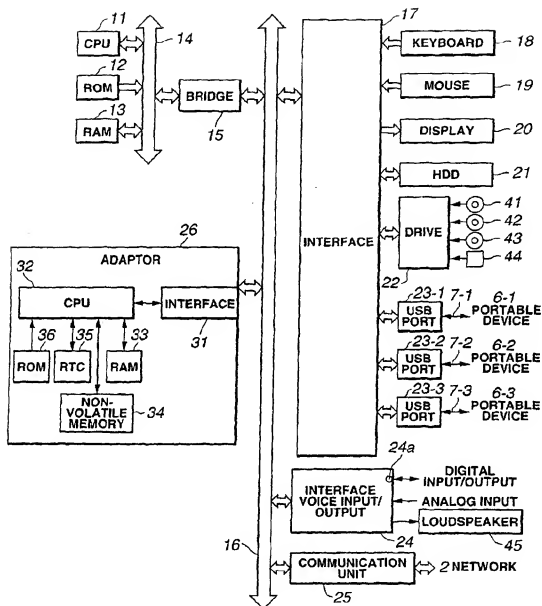 11
14
CPU
12
ROM
13
RAM
BRIDGE
15
17
KEYBOARD
18
MOUSE
19
DISPLAY
20
HDD
21
INTERFACE
DRIVE
22
41
42
43
44
26
ADAPTOR
32
CPU
INTERFACE
31
36
35
33
ROM
RTC
RAM
NON-
VOLATILE
MEMORY
34
23-1
7-1
6-1
USB
PORT
PORTABLE
DEVICE
23-2
7-2
6-2
USB
PORT
PORTABLE
DEVICE
23-3
7-3
6-3
USB
PORT
PORTABLE
DEVICE
24a
INTERFACE
VOICE INPUT/
OUTPUT
24
DIGITAL
INPUT/OUTPUT
ANALOG INPUT
LOUDSPEAKER
45
16
COMMUNICATION
UNIT
25
2 NETWORK